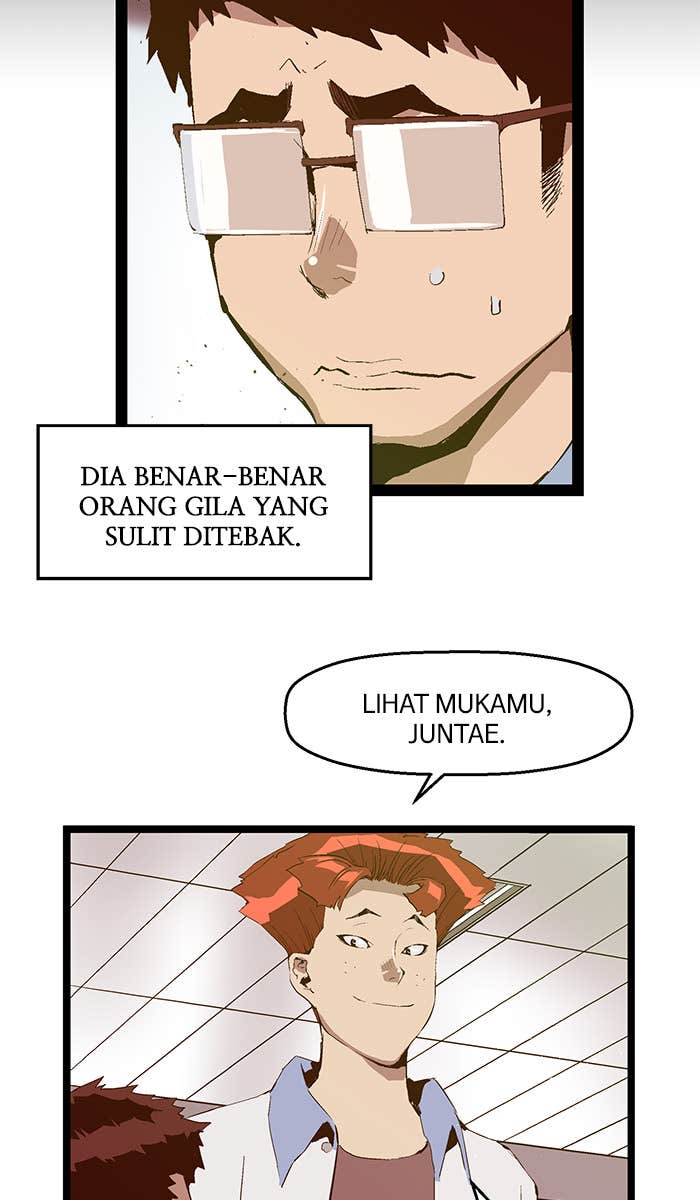 DIA BENAR-BENAR
ORANG GILA YANG
SULIT DITEBAK.
LIHAT MUKAMU,
JUNTAE.